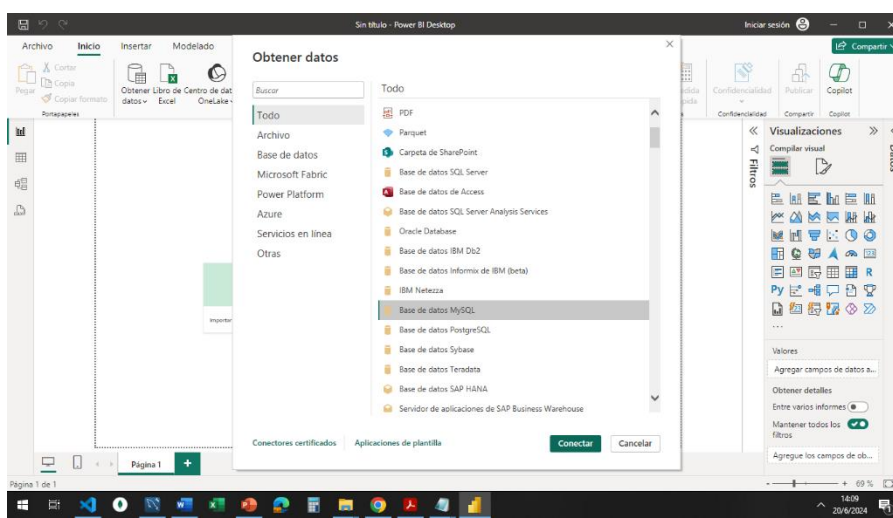 Sin título - Power BI Desktop
Iniciar sesión
Archivo Inicio Insertar Modelado
Compartir
Pegar
Cortar
Copia
Copiar formato
Portapapeles
Obtener datos
Libro de Excel
Centro de dat
OneLake
Confidencialidad
Publicar
Copilot
Confidencialidad Compartir Copilot
Obtener datos
Buscar
Todo
Archivo
Base de datos
Microsoft Fabric
Power Platform
Azure
Servicios en línea
Otras
Todo
PDF
Parquet
Carpeta de SharePoint
Base de datos SQL Server
Base de datos de Access
Base de datos SQL Server Analysis Services
Oracle Database
Base de datos IBM Db2
Base de datos Informix de IBM (beta)
IBM Netezza
Base de datos MySQL
Base de datos PostgreSQL
Base de datos Sybase
Base de datos Teradata
Base de datos SAP HANA
Servidor de aplicaciones de SAP Business Warehouse
Conectores certificados Aplicaciones de plantilla
Conectar Cancelar
Importar
Filtros
Visualizaciones
Compilar visual
R
Py
Valores
Agregar campos de datos a...
Obtener detalles
Entre varios informes
Mantener todos los
filtros
Agregue los campos de ob...
Página 1
Página 1 de 1
69 %
14:09
20/6/2024